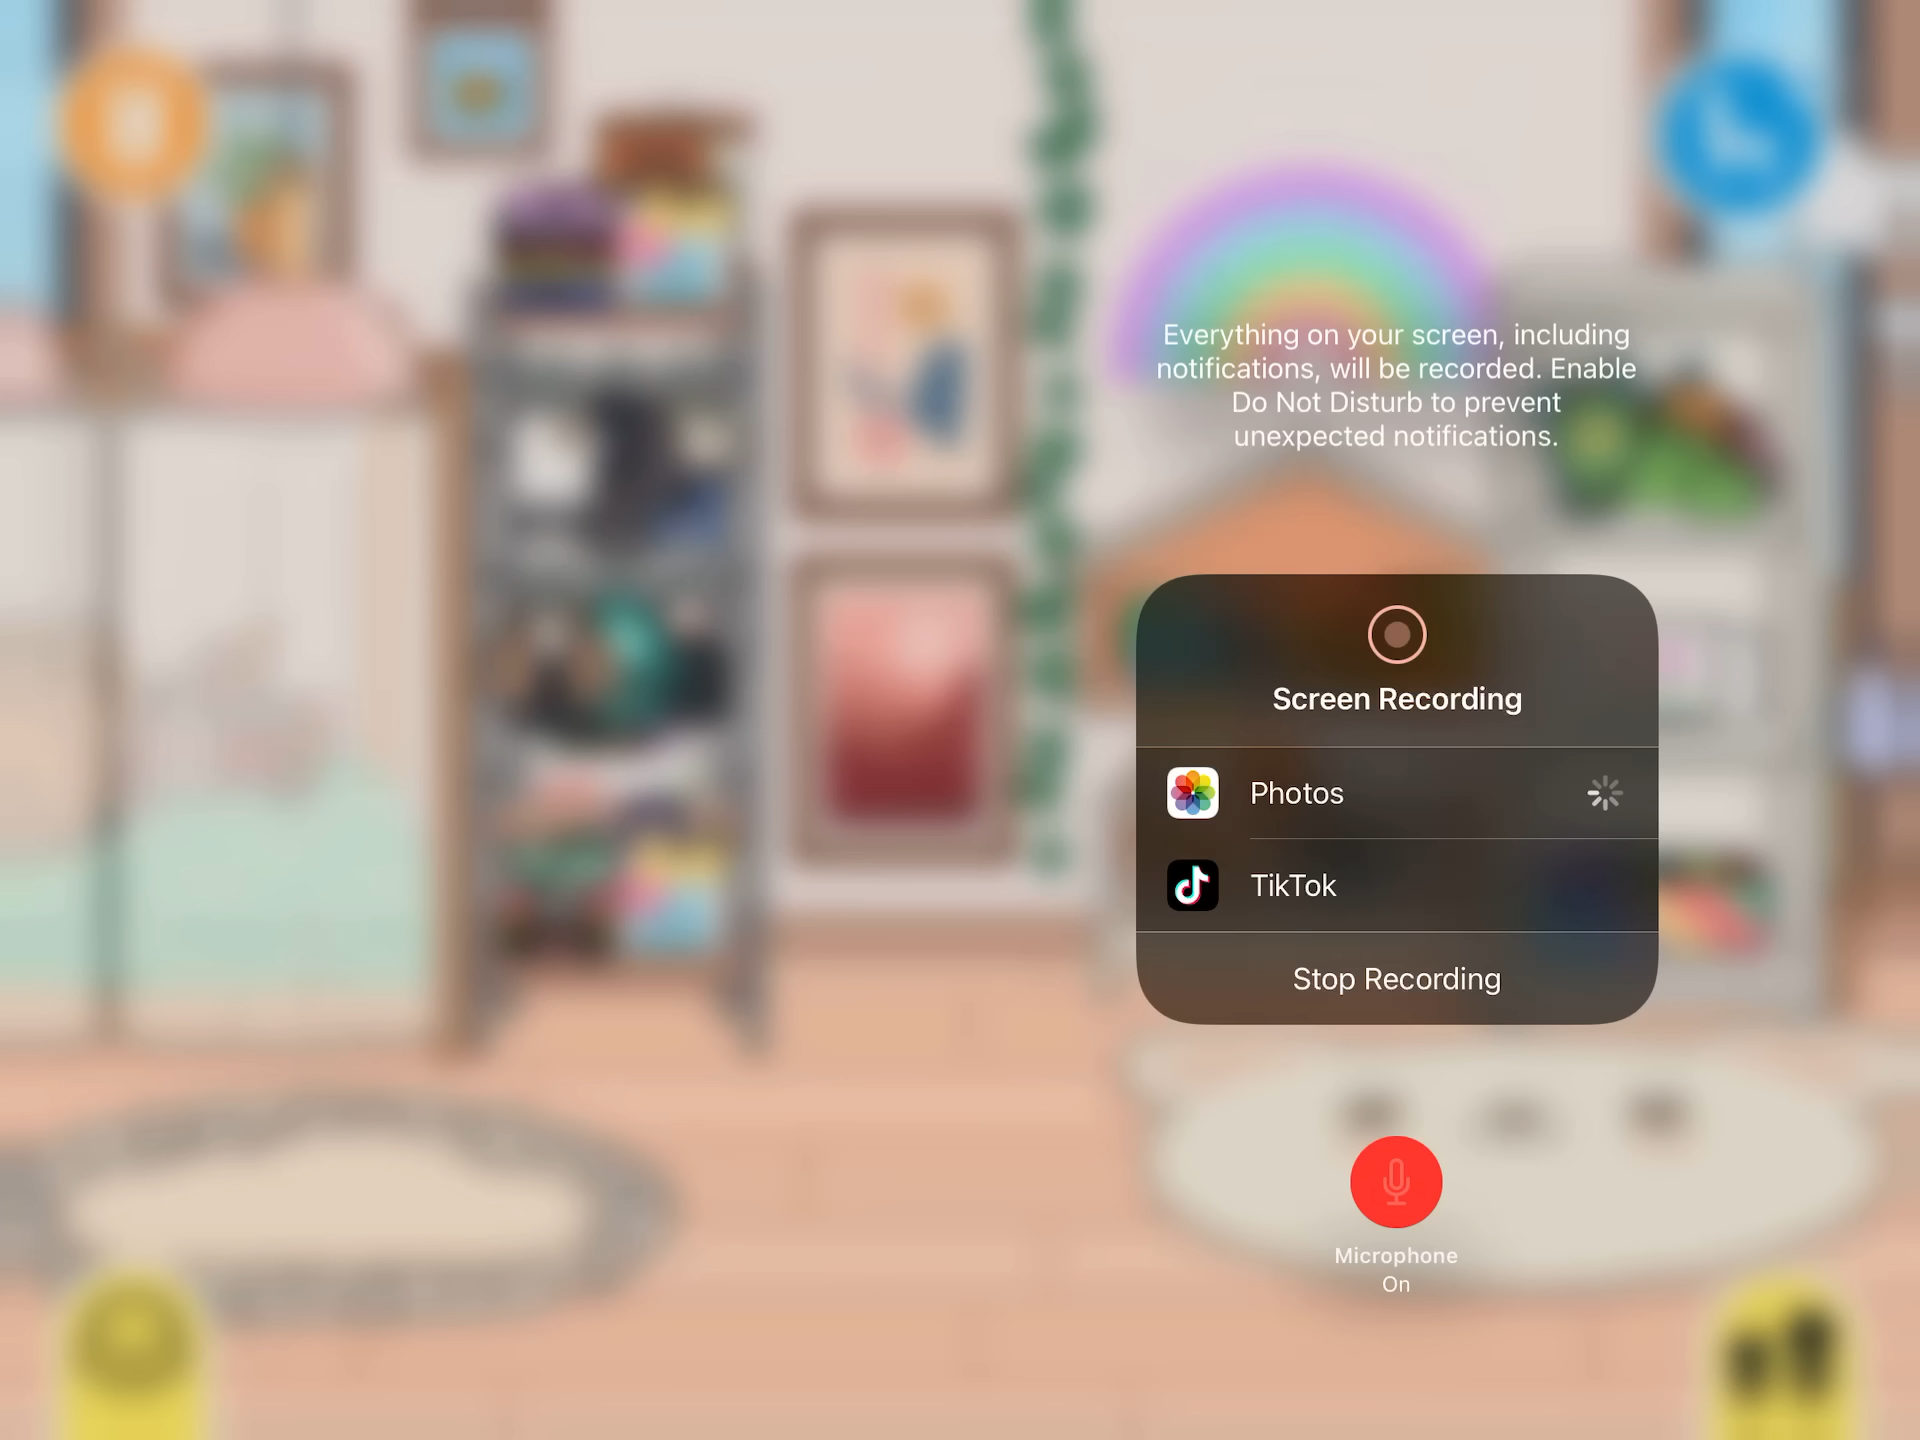 Everything on your screen, including
notifications, will be recorded. Enable
Do Not Disturb to prevent
unexpected notifications.
Screen Recording
Photos
TikTok
Stop Recording
Microphone
On